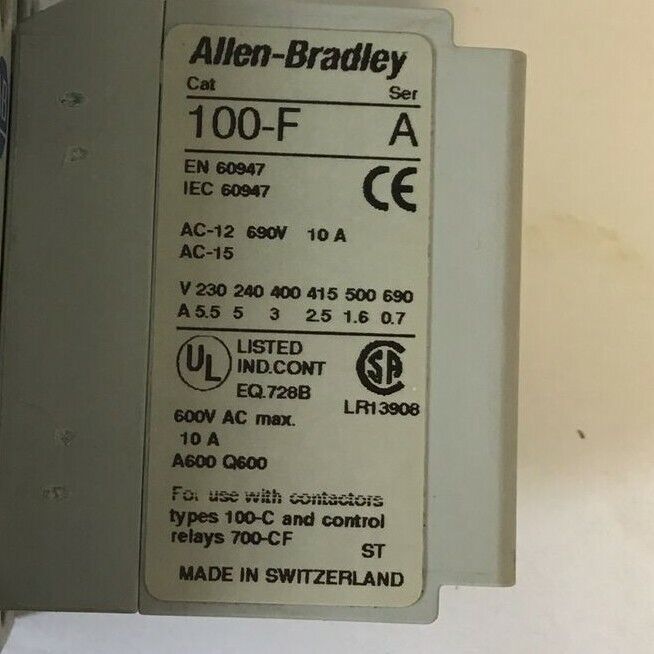 Allen-Bradley
Cat Ser
100-F A
EN 60947
IEC 60947
CE
AC-12 690V 10 A
AC-15
V 230 240 400 415 500 690
A 5.5 5 3 2.5 1.6 0.7
UL LISTED
IND.CONT
EQ.728B
SA
LR13908
600V AC max.
10 A
A600 Q600
For use with contactors
types 100-C and control
relays 700-CF
ST
MADE IN SWITZERLAND